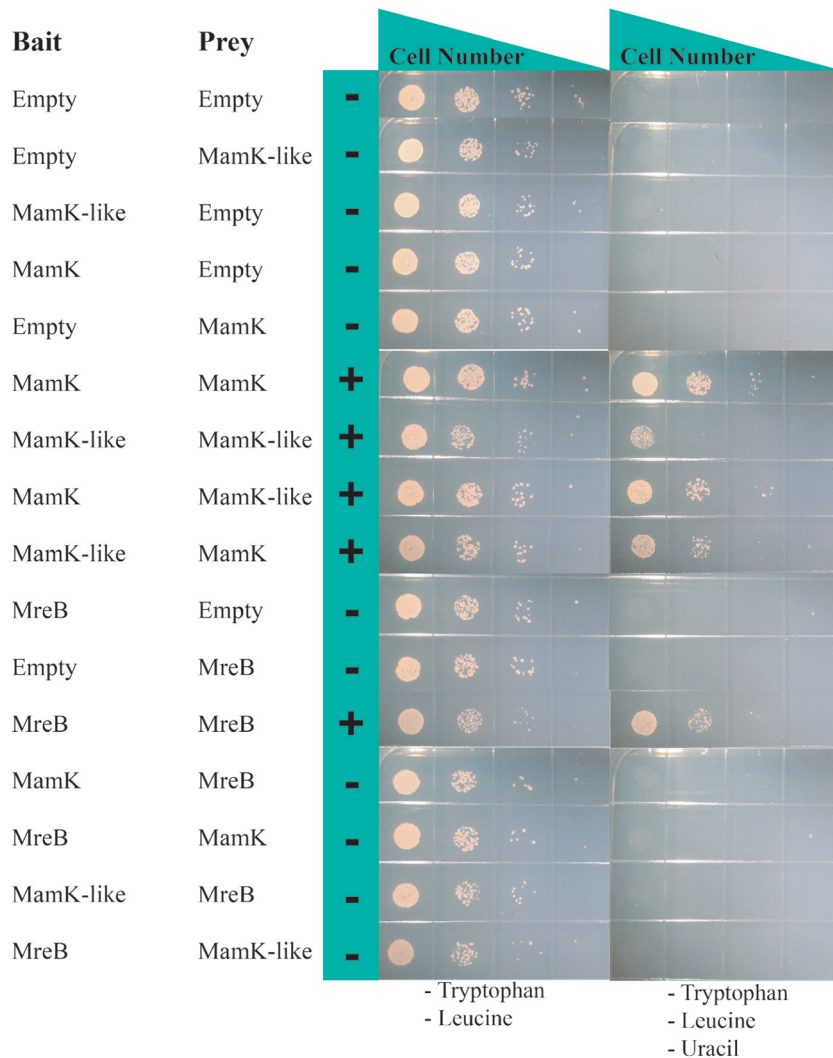 Bait Prey Cell Number Cell Number
Empty Empty -
Empty MamK-like -
MamK-like Empty -
MamK Empty -
Empty MamK -
MamK MamK +
MamK-like MamK-like +
MamK MamK-like +
MamK-like MamK +
MreB Empty -
Empty MreB -
MreB MreB +
MamK MreB -
MreB MamK -
MamK-like MreB -
MreB MamK-like -
- Tryptophan
- Leucine
- Tryptophan
- Leucine
- Uracil